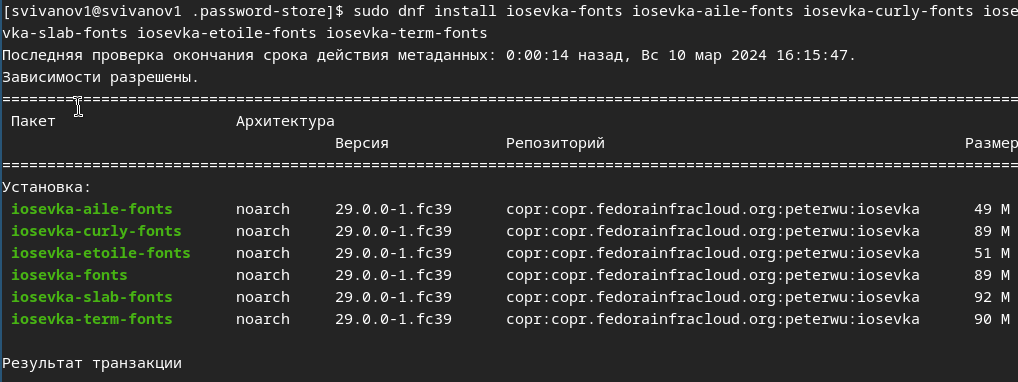 [svivanov1@svivanov1 .password-store]$ sudo dnf install iosevka-fonts iosevka-aile-fonts iosevka-curly-fonts iose
vka-slab-fonts iosevka-etoile-fonts iosevka-term-fonts
Последняя проверка окончания срока действия метаданных: 0:00:14 назад, Вс 10 мар 2024 16:15:47.
Зависимости разрешены.
================================================================================================================
Пакет Архитектура
Версия Репозиторий Размер
================================================================================================================
Установка:
iosevka-aile-fonts noarch 29.0.0-1.fc39 copr:copr.fedorainfracloud.org:peterwu:iosevka 49 M
iosevka-curly-fonts noarch 29.0.0-1.fc39 copr:copr.fedorainfracloud.org:peterwu:iosevka 89 M
iosevka-etoile-fonts noarch 29.0.0-1.fc39 copr:copr.fedorainfracloud.org:peterwu:iosevka 51 M
iosevka-fonts noarch 29.0.0-1.fc39 copr:copr.fedorainfracloud.org:peterwu:iosevka 89 M
iosevka-slab-fonts noarch 29.0.0-1.fc39 copr:copr.fedorainfracloud.org:peterwu:iosevka 92 M
iosevka-term-fonts noarch 29.0.0-1.fc39 copr:copr.fedorainfracloud.org:peterwu:iosevka 90 M
Результат транзакции